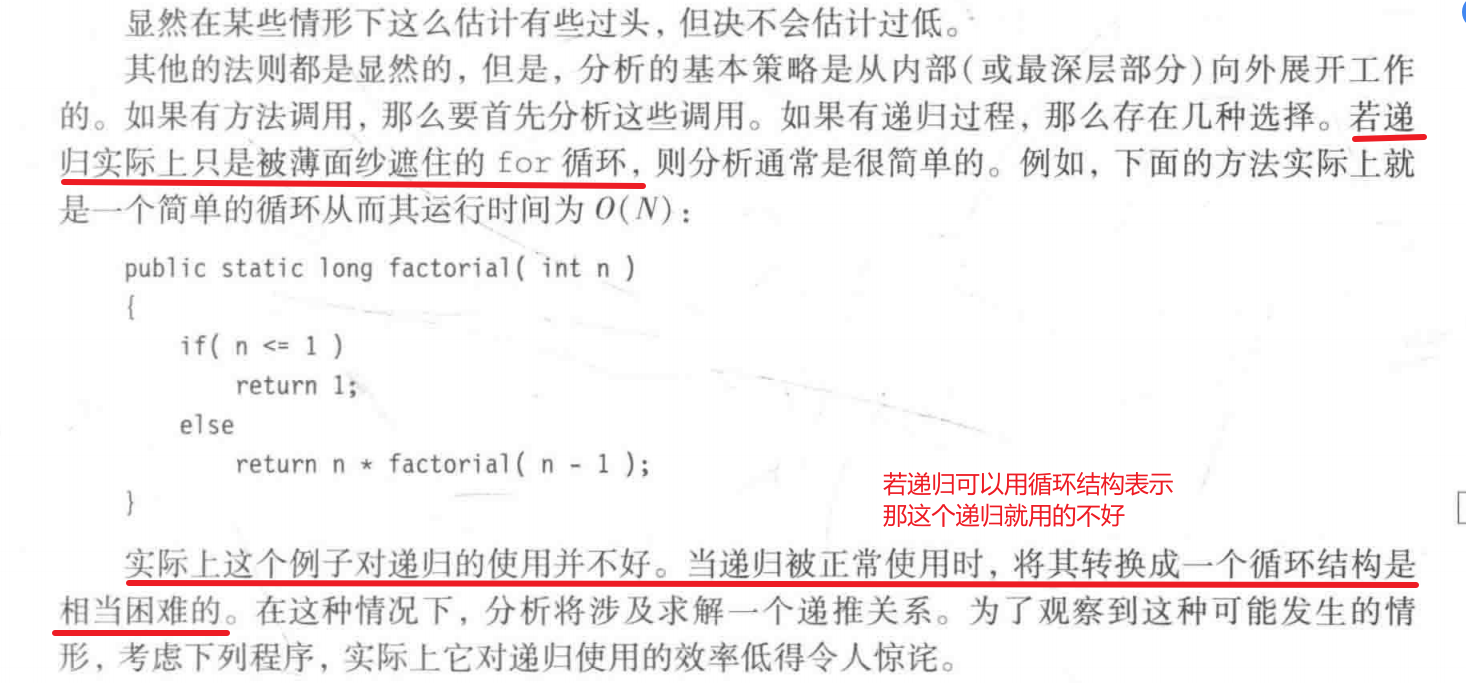 显然在某些情形下这么估计有些过头，但决不会估计过低。
其他的法则都是显然的，但是，分析的基本策略是从内部(或最深层部分)向外展开工作
的。如果有方法调用，那么要首先分析这些调用。如果有递归过程，那么存在几种选择。若递
归实际上只是被薄面纱遮住的 for 循环，则分析通常是很简单的。例如，下面的方法实际上就
是一个简单的循环从而其运行时间为 O(N)：
public static long factorial( int n )
{
if( n <= 1 )
return 1;
else
return n * factorial( n - 1 );
}
若递归可以用循环结构表示
那这个递归就用的不好
实际上这个例子对递归的使用并不好。当递归被正常使用时，将其转换成一个循环结构是
相当困难的。在这种情况下，分析将涉及求解一个递推关系。为了观察到这种可能发生的情
形，考虑下列程序，实际上它对递归使用的效率低得令人惊诧。